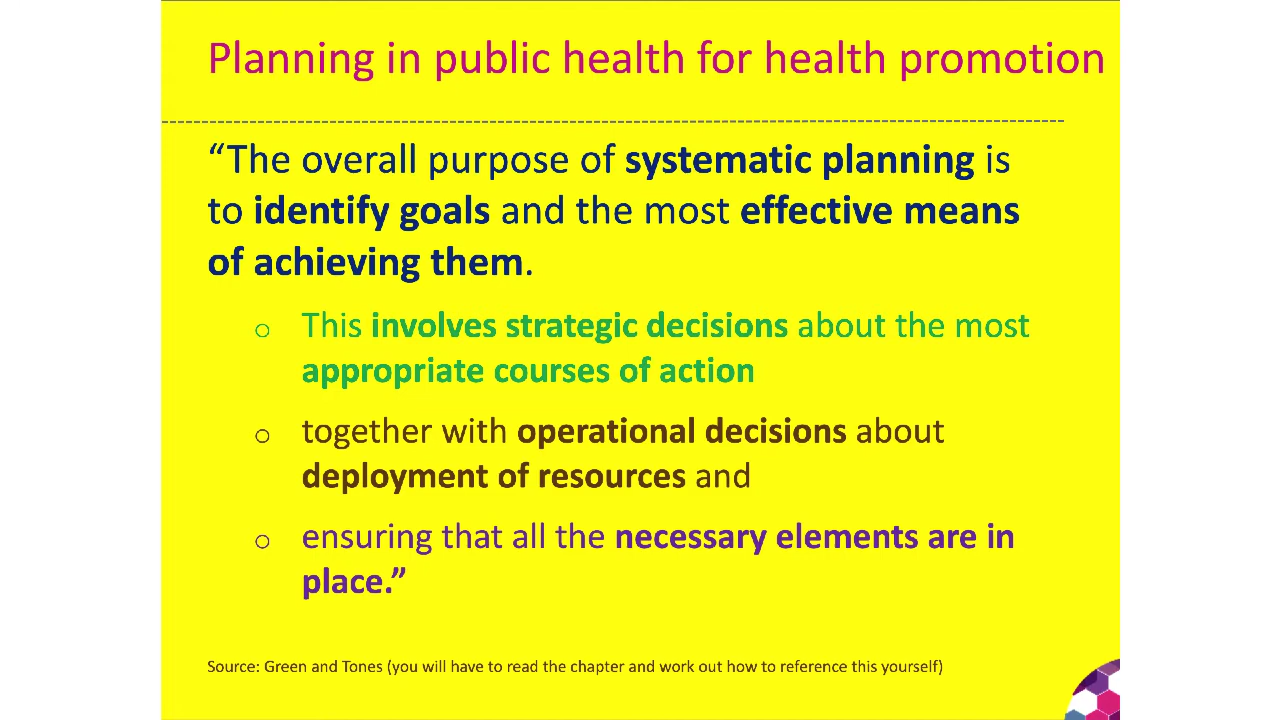 Planning in public health for health promotion
“The overall purpose of systematic planning is
to identify goals and the most effective means
of achieving them.
o This involves strategic decisions about the most
appropriate courses of action
o together with operational decisions about
deployment of resources and
o ensuring that all the necessary elements are in
place.”
Source: Green and Tones (you will have to read the chapter and work out how to reference this yourself)